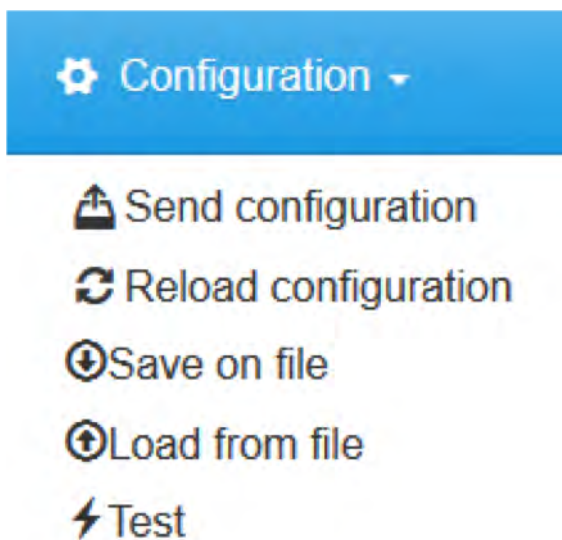 Configuration
Send configuration
Reload configuration
Save on file
Load from file
Test